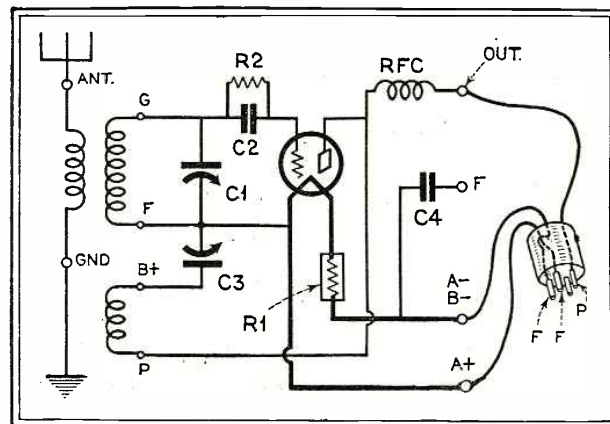 ANT.
GND
G
F
B+
P
R2
C2
C1
C3
R1
RFC
OUT.
C4
F
A-
B-
A+
F
F
P